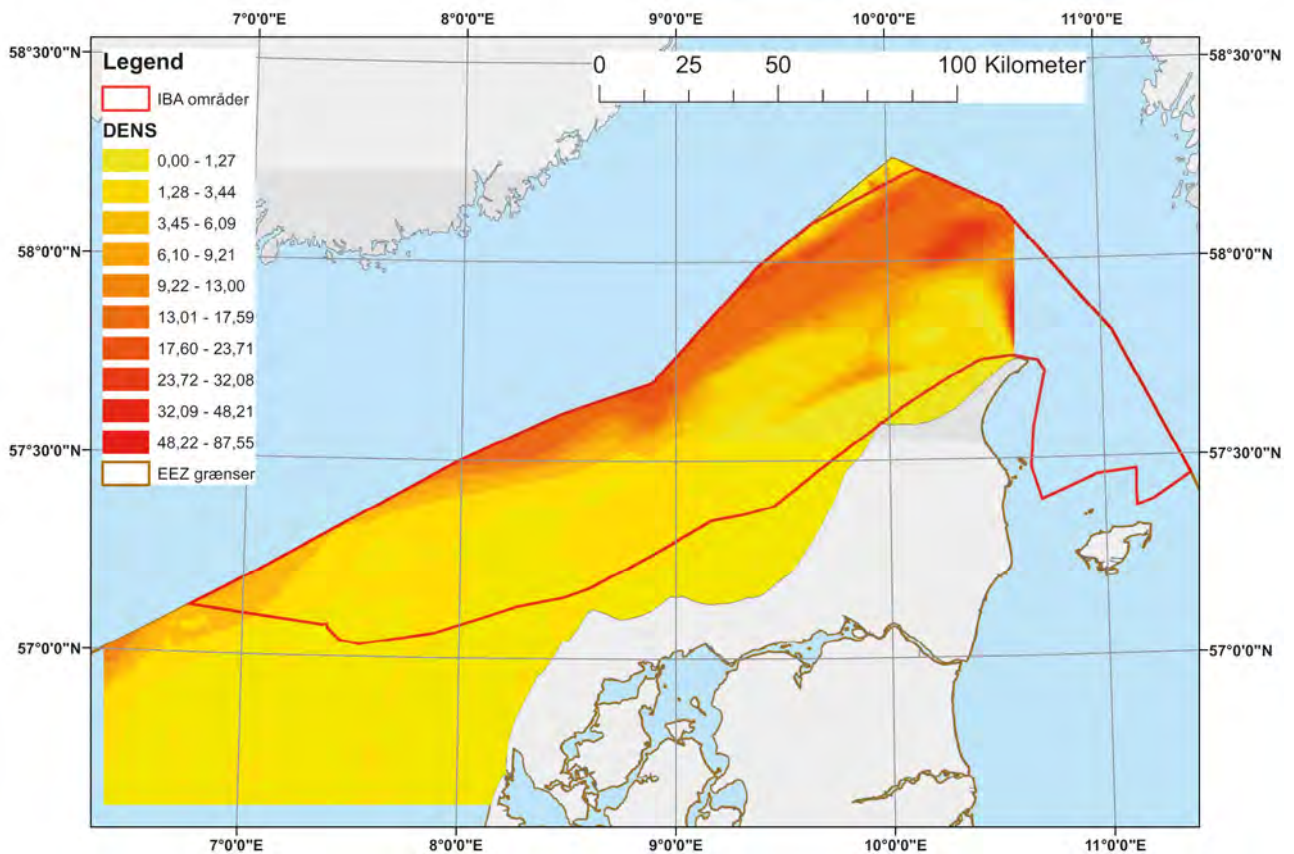 7°0'0"E 8°0'0"E 9°0'0"E 10°0'0"E 11°0'0"E
58°30'0"N 58°30'0"N
Legend
IBA områder
DENS
0,00 - 1,27
1,28 - 3,44
3,45 - 6,09
6,10 - 9,21
9,22 - 13,00
13,01 - 17,59
17,60 - 23,71
23,72 - 32,08
32,09 - 48,21
48,22 - 87,55
EEZ grænser
0 25 50 100 Kilometer
58°0'0"N 58°0'0"N
57°30'0"N 57°30'0"N
57°0'0"N 57°0'0"N
7°0'0"E 8°0'0"E 9°0'0"E 10°0'0"E 11°0'0"E